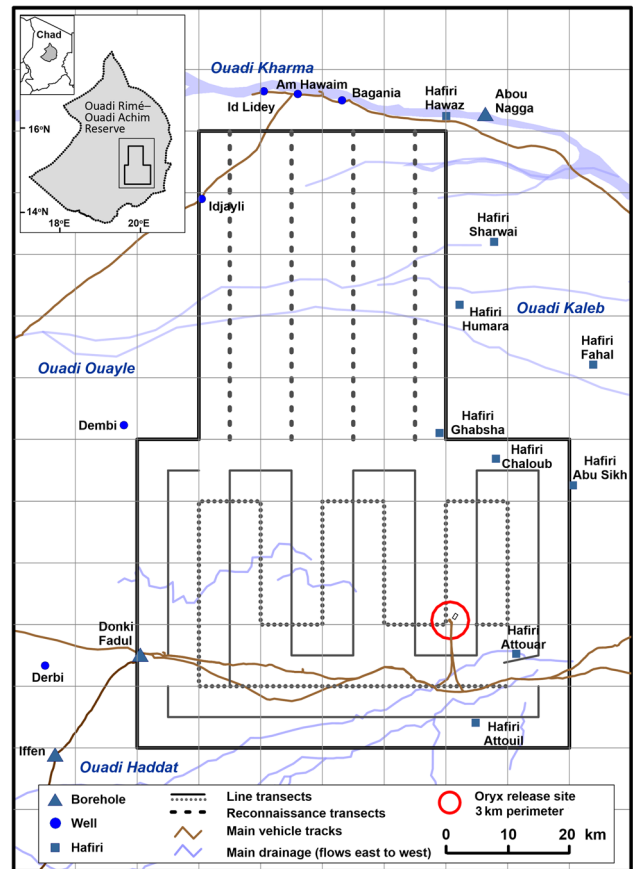 Chad
Ouadi Rimé–
Ouadi Achim
Reserve
16°N
14°N
18°E
20°E
Ouadi Kharma
Am Hawaim
Id Lidey
Bagania
Hafiri
Hawaz
Abou
Nagga
Idjayli
Hafiri
Sharwai
Hafiri
Humara
Ouadi Kaleb
Hafiri
Fahal
Ouadi Ouayle
Dembi
Hafiri
Ghabsha
Hafiri
Chaloub
Hafiri
Abu Sikh
Donki
Fadul
Hafiri
Attouar
Derbi
Hafiri
Attouil
Iffen
Ouadi Haddat
Borehole
Well
Hafiri
Line transects
Reconnaissance transects
Main vehicle tracks
Main drainage (flows east to west)
Oryx release site
3 km perimeter
0 10 20 km